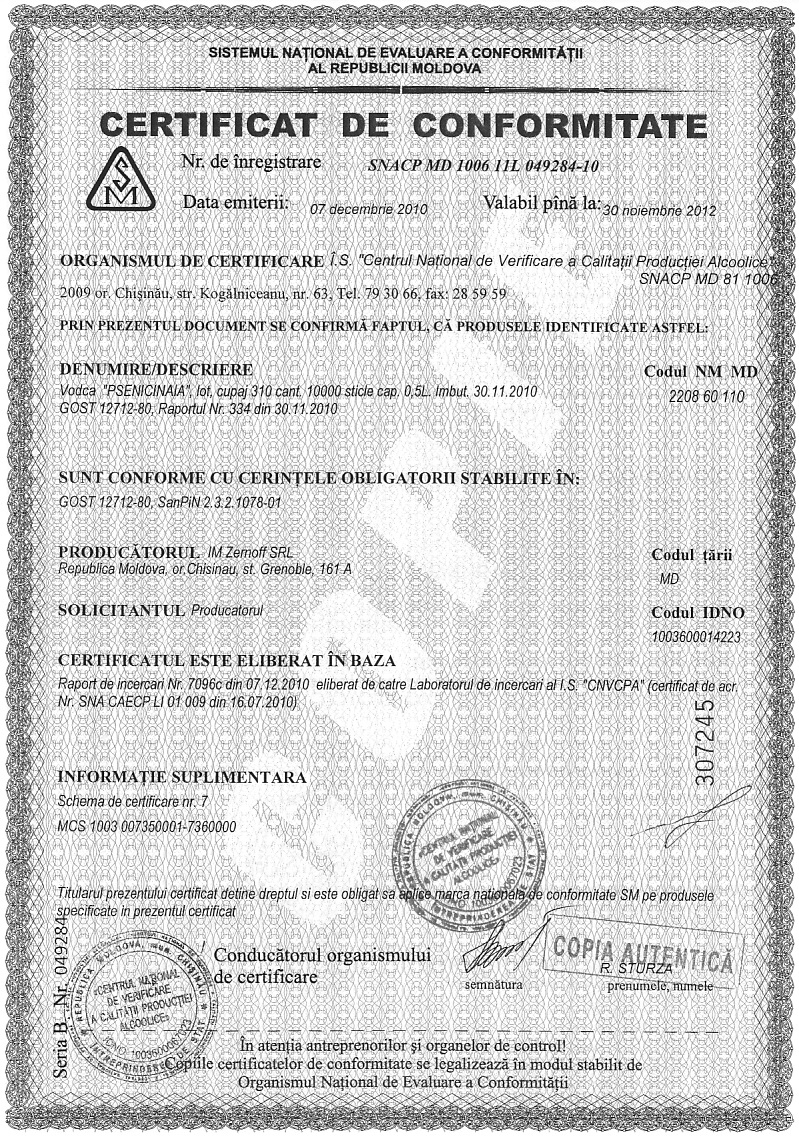 SISTEMUL NAȚIONAL DE EVALUARE A CONFORMITĂȚII
AL REPUBLICII MOLDOVA
CERTIFICAT DE CONFORMITATE
SM
Nr. de înregistrare SNACP MD 1006 11L 049284-10
Data emiterii: 07 decembrie 2010 Valabil pînă la: 30 noiembrie 2012
ORGANISMUL DE CERTIFICARE Î.S. "Centrul Național de Verificare a Calitații Producției Alcoolice"
SNACP MD 81 1006
2009 or. Chișinău, str. Kogălniceanu, nr. 63, Tel. 79 30 66, fax: 28 59 59
PRIN PREZENTUL DOCUMENT SE CONFIRMĂ FAPTUL, CĂ PRODUSELE IDENTIFICATE ASTFEL:
DENUMIRE/DESCRIERE Codul NM MD
Vodca "PSENICINAIA", lot, cupaj 310 cant. 10000 sticle cap. 0,5L. Imbut. 30.11.2010 2208 60 110
GOST 12712-80, Raportul Nr. 334 din 30.11.2010
SUNT CONFORME CU CERINȚELE OBLIGATORII STABILITE ÎN:
GOST 12712-80, SanPiN 2.3.2.1078-01
PRODUCĂTORUL IM Zernoff SRL Codul țării
Republica Moldova, or.Chisinau, st. Grenoble, 161 A MD
SOLICITANTUL Producatorul Codul IDNO
1003600014223
CERTIFICATUL ESTE ELIBERAT ÎN BAZA
Raport de incercari Nr. 7096c din 07.12.2010 eliberat de catre Laboratorul de incercari al I.S. "CNVCPA" (certificat de acr.
Nr. SNA CAECP LI 01 009 din 16.07.2010)
307245
INFORMAȚIE SUPLIMENTARA
Schema de certificare nr. 7
MCS 1003 007350001-7360000
COPIE
REPUBLICA MOLDOVA, mun. CHIȘINĂU
«CENTRUL NAȚIONAL
DE VERIFICARE
A CALITĂȚII PRODUCȚIEI
ALCOOLICE»
ÎNTREPRINDEREA DE STAT
Titularul prezentului certificat detine dreptul si este obligat sa aplice marca nationala de conformitate SM pe produsele
specificate in prezentul certificat
Seria B Nr. 049284
REPUBLICA MOLDOVA, mun. CHIȘINĂU
«CENTRUL NAȚIONAL
DE VERIFICARE
A CALITĂȚII PRODUCȚIEI
ALCOOLICE»
IDNO 1003600067023
ÎNTREPRINDEREA DE STAT
Conducătorul organismului
de certificare
COPIA AUTENTICĂ
R. STURZA
semnătura prenumele, numele
În atenția antreprenorilor și organelor de control!
Copiile certificatelor de conformitate se legalizează în modul stabilit de
Organismul Național de Evaluare a Conformității